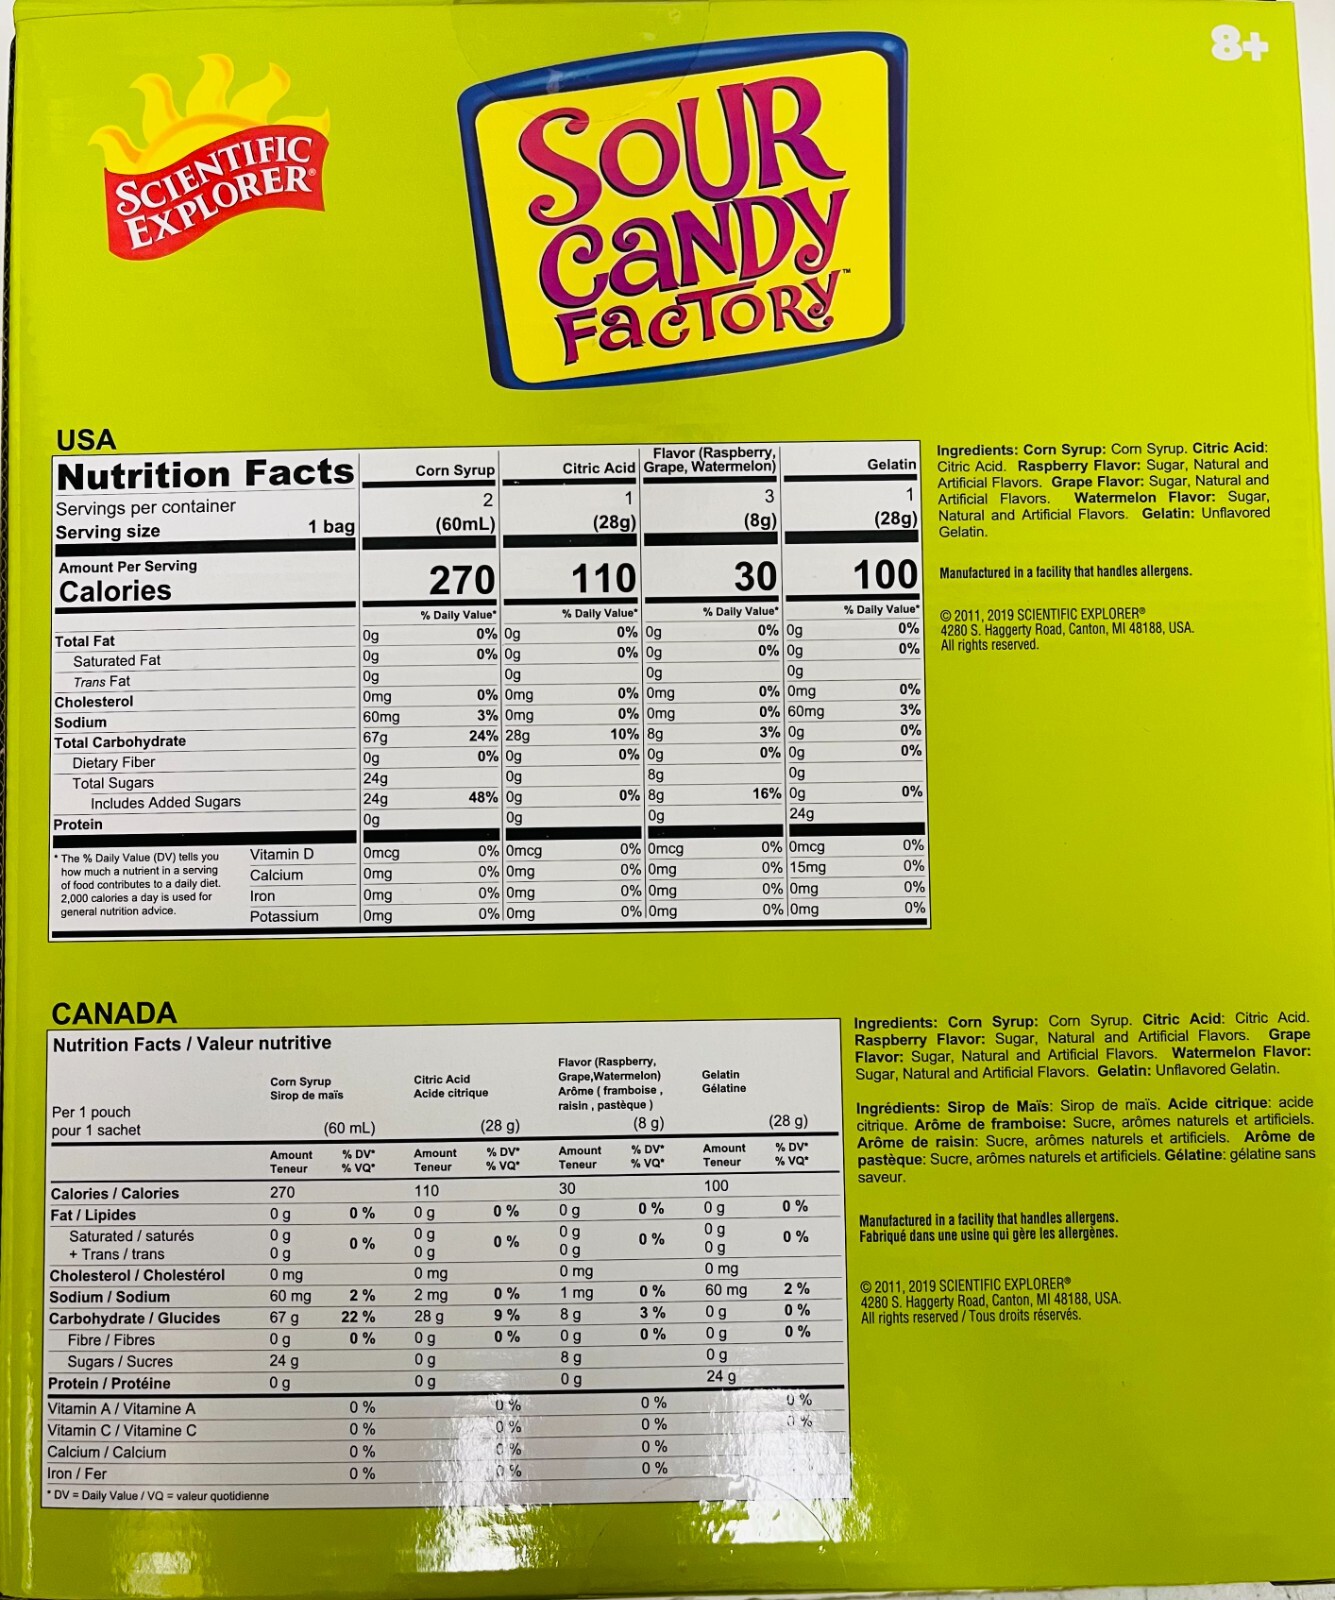 8+
SCIENTIFIC
EXPLORER®
SOUR
CANDY
FACTORY™
USA
Nutrition Facts Corn Syrup Citric Acid Flavor (Raspberry, Grape, Watermelon) Gelatin
Servings per container 2 1 3 1
Serving size 1 bag (60mL) (28g) (8g) (28g)
Amount Per Serving
Calories 270 110 30 100
% Daily Value* % Daily Value* % Daily Value* % Daily Value*
Total Fat 0g 0% 0g 0% 0g 0% 0g 0%
Saturated Fat 0g 0% 0g 0% 0g 0% 0g 0%
Trans Fat 0g 0g 0g 0g
Cholesterol 0mg 0% 0mg 0% 0mg 0% 0mg 0%
Sodium 60mg 3% 0mg 0% 0mg 0% 60mg 3%
Total Carbohydrate 67g 24% 28g 10% 8g 3% 0g 0%
Dietary Fiber 0g 0% 0g 0% 0g 0% 0g 0%
Total Sugars 24g 0g 8g 0g
Includes Added Sugars 24g 48% 0g 0% 8g 16% 0g 0%
Protein 0g 0g 0g 24g
Vitamin D 0mcg 0% 0mcg 0% 0mcg 0% 0mcg 0%
Calcium 0mg 0% 0mg 0% 0mg 0% 15mg 0%
Iron 0mg 0% 0mg 0% 0mg 0% 0mg 0%
Potassium 0mg 0% 0mg 0% 0mg 0% 0mg 0%
* The % Daily Value (DV) tells you
how much a nutrient in a serving
of food contributes to a daily diet.
2,000 calories a day is used for
general nutrition advice.
Ingredients: Corn Syrup: Corn Syrup. Citric Acid:
Citric Acid. Raspberry Flavor: Sugar, Natural and
Artificial Flavors. Grape Flavor: Sugar, Natural and
Artificial Flavors. Watermelon Flavor: Sugar,
Natural and Artificial Flavors. Gelatin: Unflavored
Gelatin.
Manufactured in a facility that handles allergens.
© 2011, 2019 SCIENTIFIC EXPLORER®
4280 S. Haggerty Road, Canton, MI 48188, USA.
All rights reserved.
CANADA
Nutrition Facts / Valeur nutritive
Corn Syrup
Sirop de maïs
Citric Acid
Acide citrique
Flavor (Raspberry,
Grape,Watermelon)
Arôme ( framboise ,
raisin , pastèque )
Gelatin
Gélatine
Per 1 pouch
pour 1 sachet (60 mL) (28 g) (8 g) (28 g)
Amount % DV* Amount % DV* Amount % DV* Amount % DV*
Teneur % VQ* Teneur % VQ* Teneur % VQ* Teneur % VQ*
Calories / Calories 270 110 30 100
Fat / Lipides 0 g 0 % 0 g 0 % 0 g 0 % 0 g 0 %
Saturated / saturés 0 g 0 % 0 g 0 % 0 g 0 % 0 g 0 %
+ Trans / trans 0 g 0 g 0 g 0 g
Cholesterol / Cholestérol 0 mg 0 mg 0 mg 0 mg
Sodium / Sodium 60 mg 2 % 2 mg 0 % 1 mg 0 % 60 mg 2 %
Carbohydrate / Glucides 67 g 22 % 28 g 9 % 8 g 3 % 0 g 0 %
Fibre / Fibres 0 g 0 % 0 g 0 % 0 g 0 % 0 g 0 %
Sugars / Sucres 24 g 0 g 8 g 0 g
Protein / Protéine 0 g 0 g 0 g 24 g
Vitamin A / Vitamine A 0 % 0 % 0 % 0 %
Vitamin C / Vitamine C 0 % 0 % 0 % 0 %
Calcium / Calcium 0 % 0 % 0 %
Iron / Fer 0 % 0 % 0 %
* DV = Daily Value / VQ = valeur quotidienne
Ingredients: Corn Syrup: Corn Syrup. Citric Acid: Citric Acid.
Raspberry Flavor: Sugar, Natural and Artificial Flavors. Grape
Flavor: Sugar, Natural and Artificial Flavors. Watermelon Flavor:
Sugar, Natural and Artificial Flavors. Gelatin: Unflavored Gelatin.
Ingrédients: Sirop de Maïs: Sirop de maïs. Acide citrique: acide
citrique. Arôme de framboise: Sucre, arômes naturels et artificiels.
Arôme de raisin: Sucre, arômes naturels et artificiels. Arôme de
pastèque: Sucre, arômes naturels et artificiels. Gélatine: gélatine sans
saveur.
Manufactured in a facility that handles allergens.
Fabriqué dans une usine qui gère les allergènes.
© 2011, 2019 SCIENTIFIC EXPLORER®
4280 S. Haggerty Road, Canton, MI 48188, USA.
All rights reserved / Tous droits réservés.